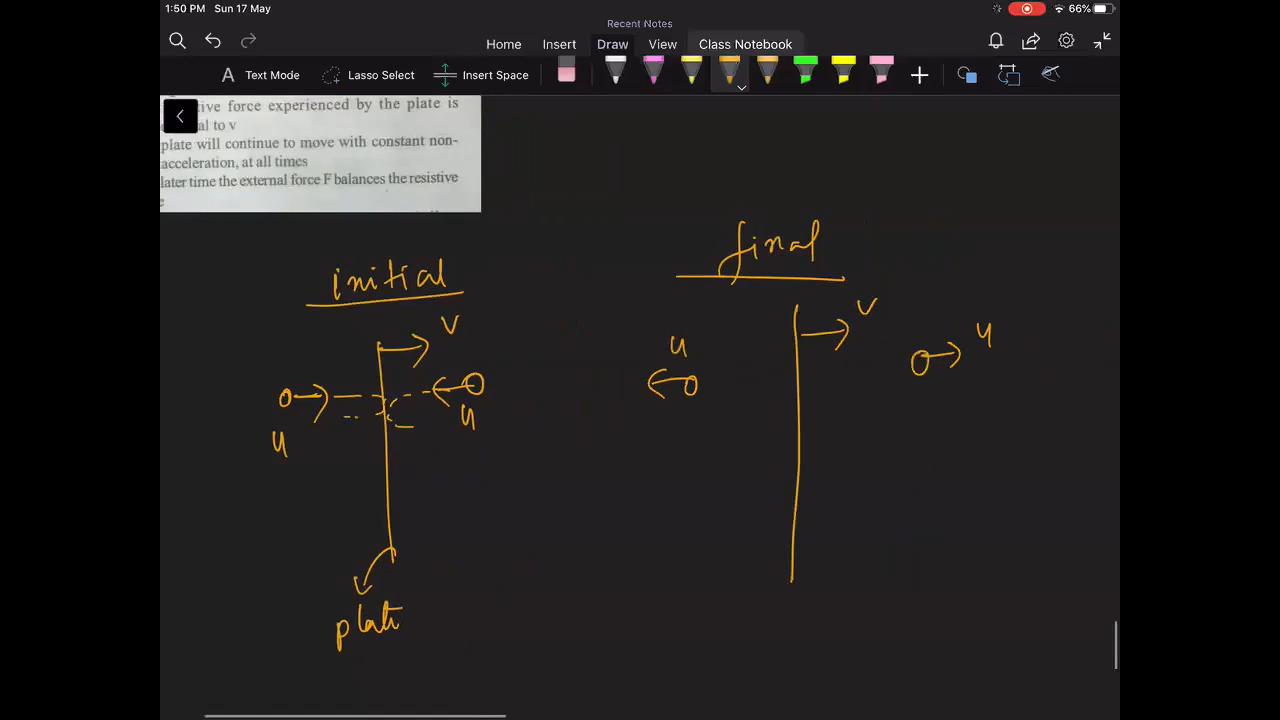 1:50 PM Sun 17 May
66%
Recent Notes
Home Insert Draw View Class Notebook
Text Mode Lasso Select Insert Space
tive force experienced by the plate is
al to v
plate will continue to move with constant non-
acceleration, at all times
later time the external force F balances the resistive
initial
final
v
u
u
plate
v
u
u